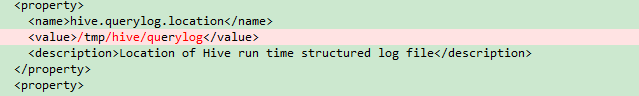 <property>
<name>hive.querylog.location</name>
<value>/tmp/hive/querylog</value>
<description>Location of Hive run time structured log file</description>
</property>
<property>